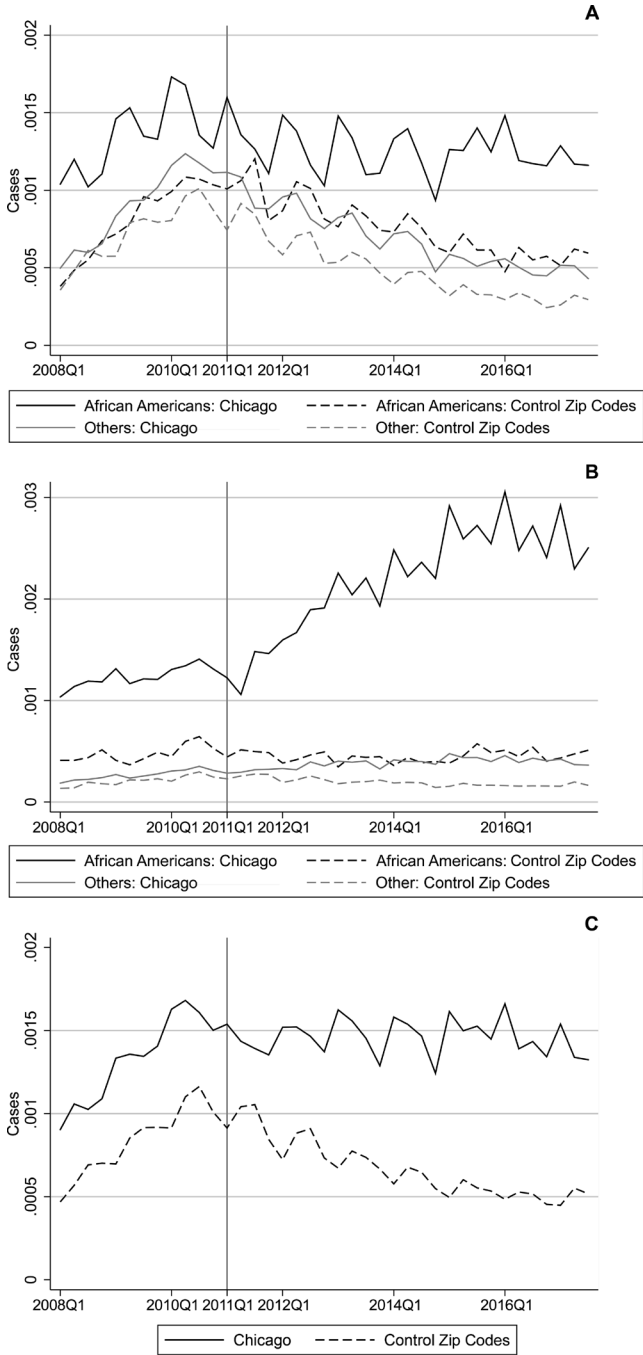 A
.002
.0015
.001
.0005
0
Cases
2008Q1 2010Q1 2011Q1 2012Q1 2014Q1 2016Q1
African Americans: Chicago African Americans: Control Zip Codes
Others: Chicago Other: Control Zip Codes
B
.003
.002
.001
0
Cases
2008Q1 2010Q1 2011Q1 2012Q1 2014Q1 2016Q1
African Americans: Chicago African Americans: Control Zip Codes
Others: Chicago Other: Control Zip Codes
C
.002
.0015
.001
.0005
0
Cases
2008Q1 2010Q1 2011Q1 2012Q1 2014Q1 2016Q1
Chicago Control Zip Codes